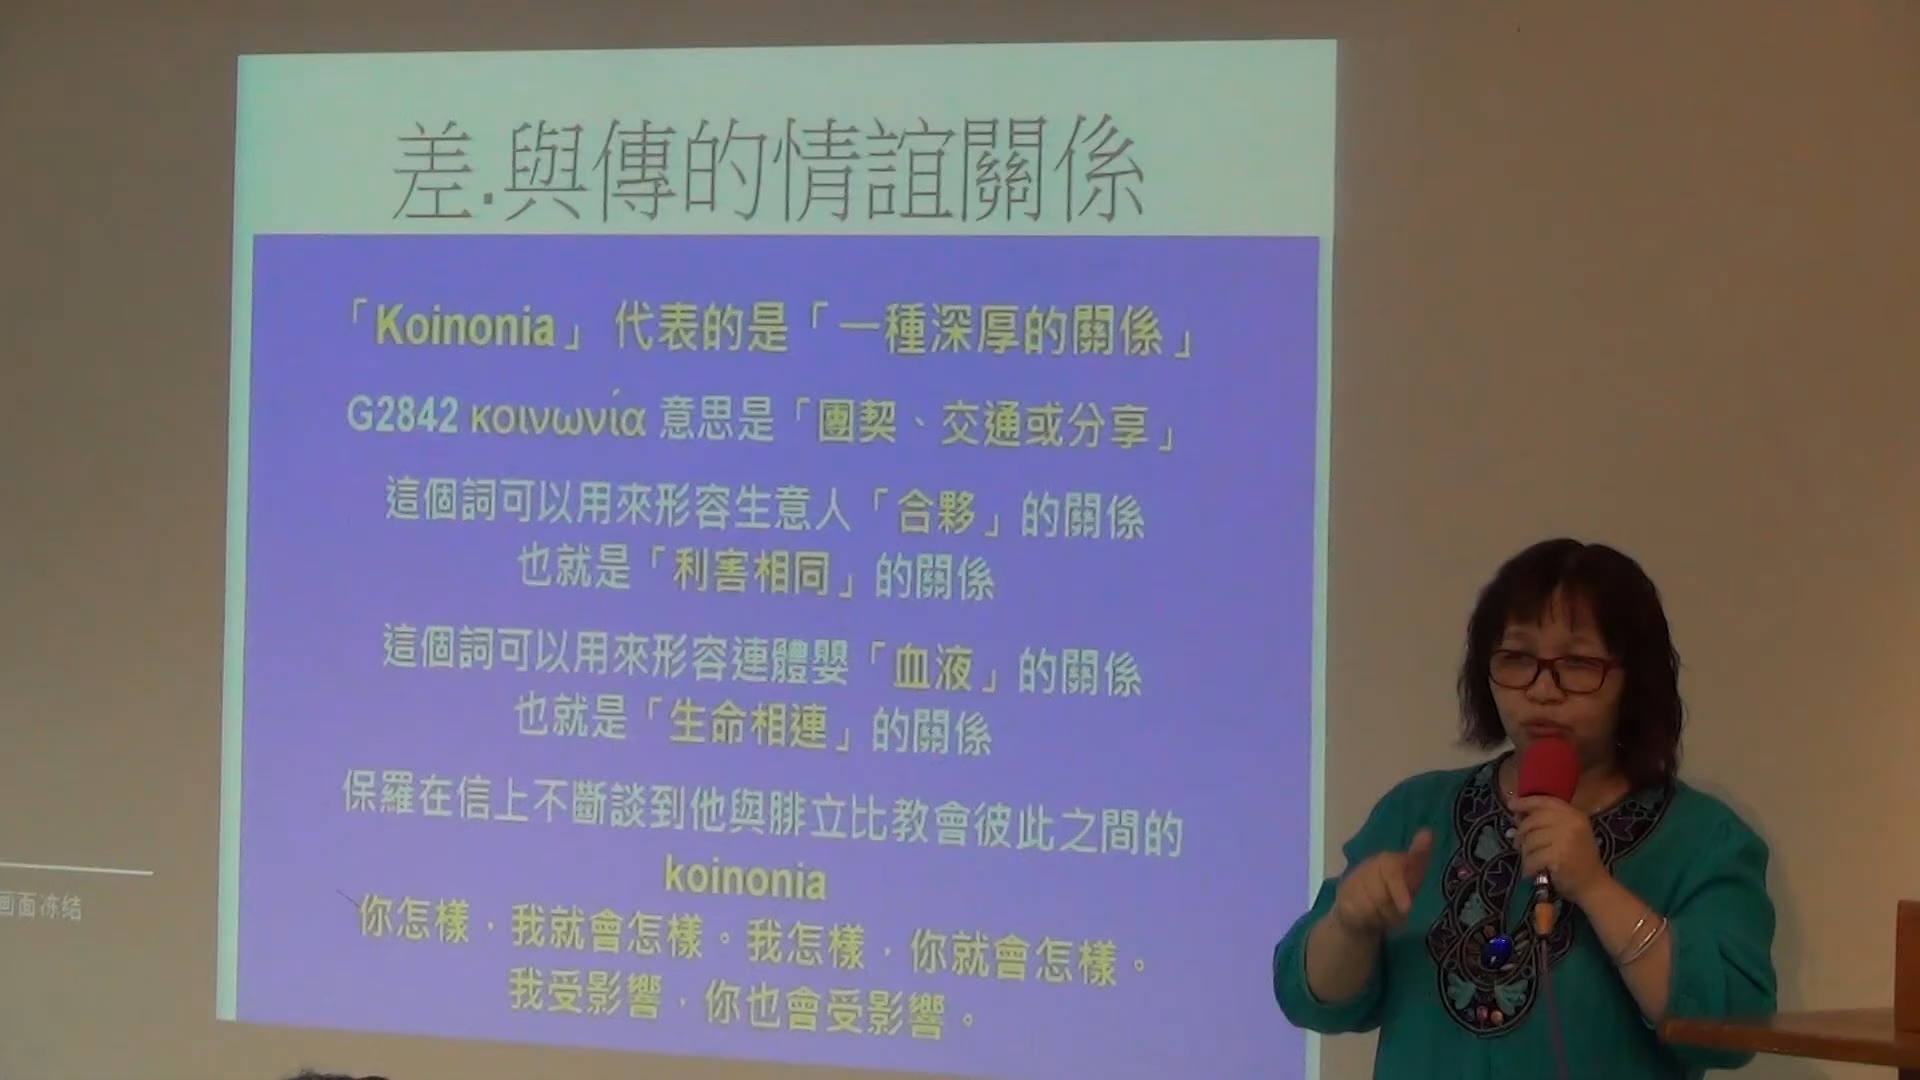 差.與傳的情誼關係
「Koinonia」 代表的是「一種深厚的關係」
G2842 κοινωνία 意思是「團契、交通或分享」
這個詞可以用來形容生意人「合夥」的關係
也就是「利害相同」的關係
這個詞可以用來形容連體嬰「血液」的關係
也就是「生命相連」的關係
保羅在信上不斷談到他與腓立比教會彼此之間的
koinonia
你怎樣，我就會怎樣。我怎樣，你就會怎樣。
我受影響，你也會受影響。
画面冻结